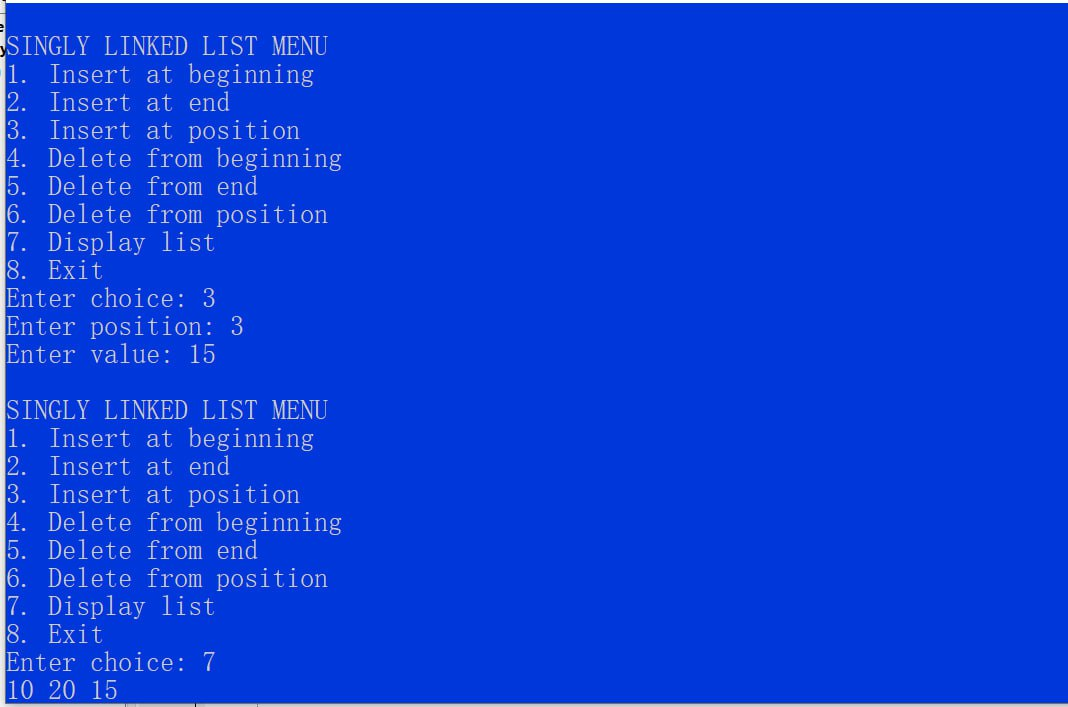 SINGLY LINKED LIST MENU
1. Insert at beginning
2. Insert at end
3. Insert at position
4. Delete from beginning
5. Delete from end
6. Delete from position
7. Display list
8. Exit
Enter choice: 3
Enter position: 3
Enter value: 15
SINGLY LINKED LIST MENU
1. Insert at beginning
2. Insert at end
3. Insert at position
4. Delete from beginning
5. Delete from end
6. Delete from position
7. Display list
8. Exit
Enter choice: 7
10 20 15